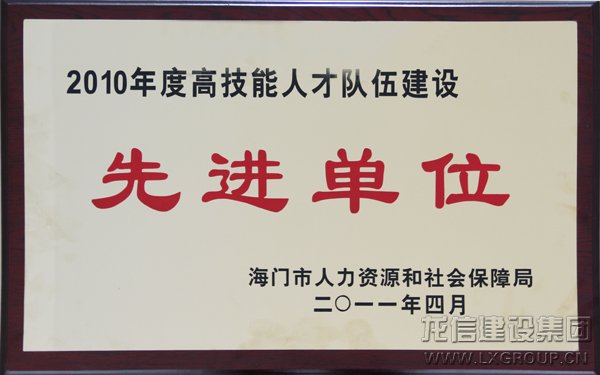 2010年度高技能人才队伍建设
先进单位
海门市人力资源和社会保障局
二〇一一年四月
龙信建设集团
WWW.LXGROUP.CN